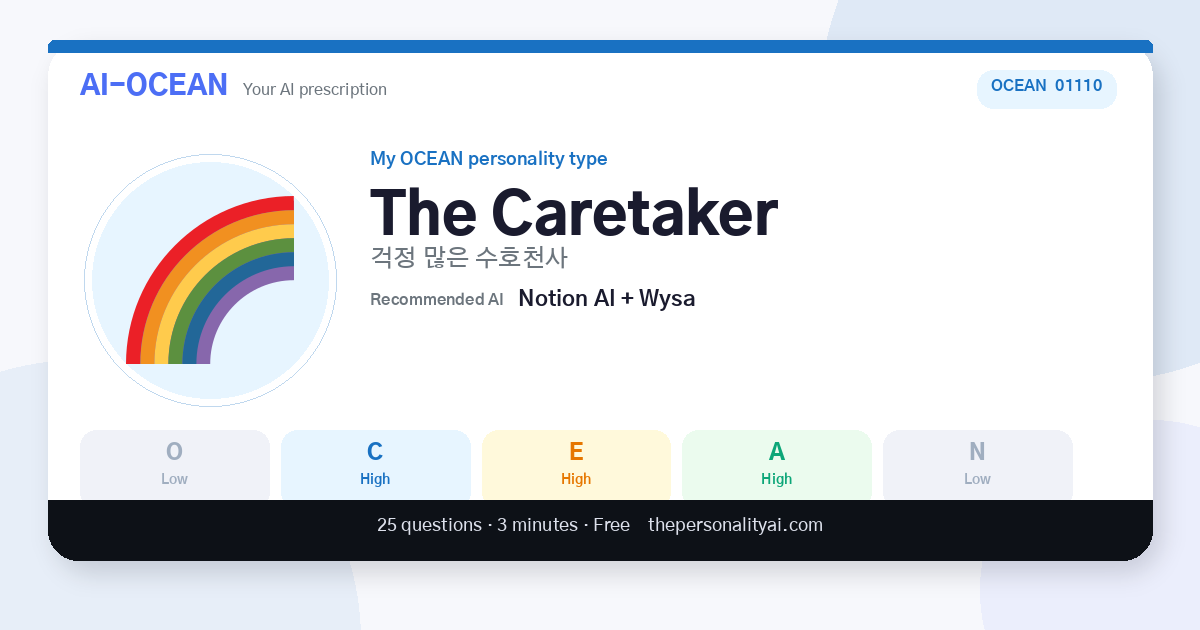 AI-OCEAN Your AI prescription OCEAN 01110
My OCEAN personality type
The Caretaker
걱정 많은 수호천사
Recommended AI Notion AI + Wysa
O C E A N
Low High High High Low
25 questions · 3 minutes · Free thepersonalityai.com